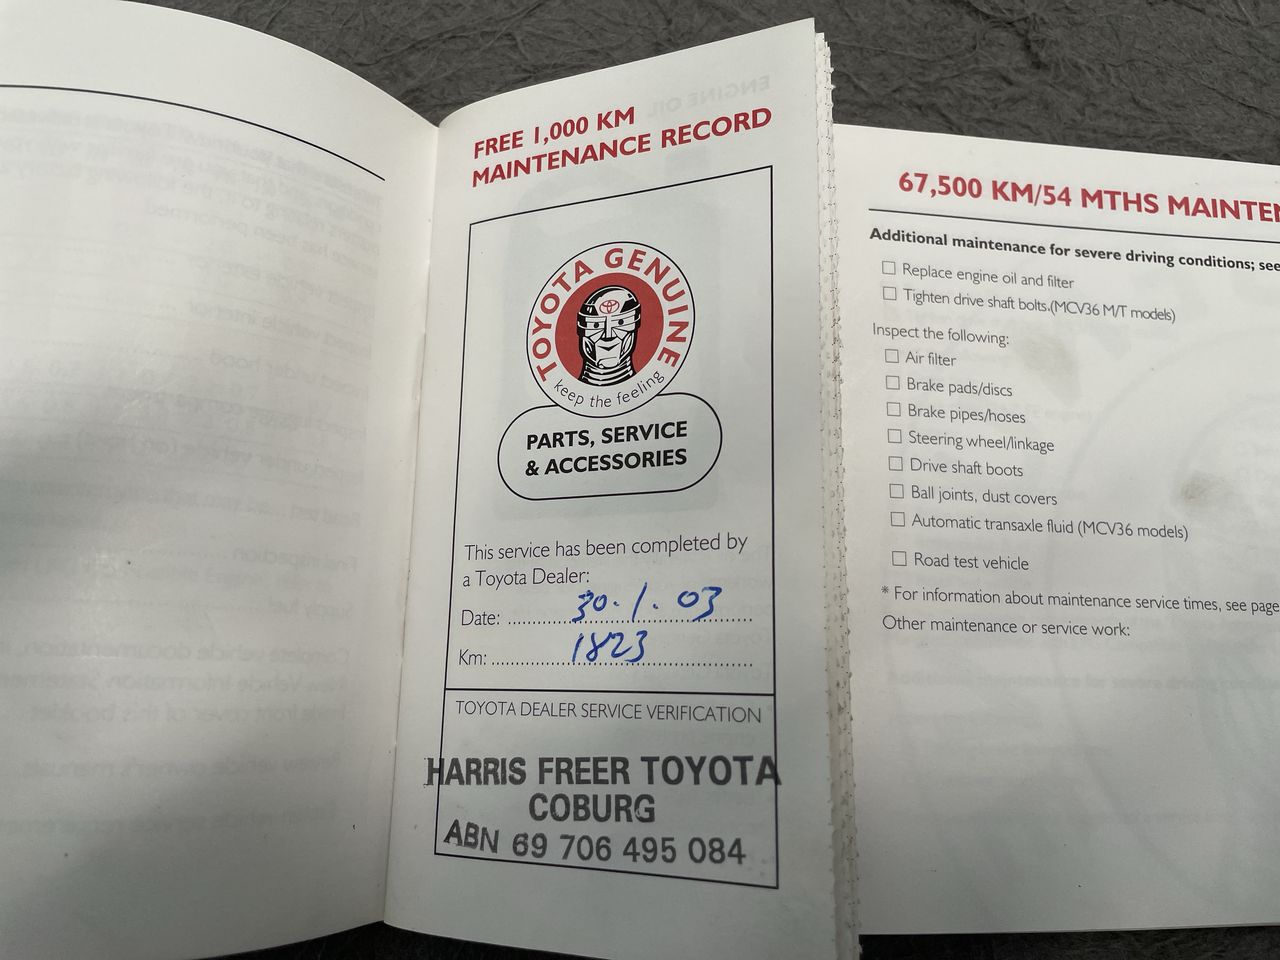 FREE 1,000 KM
MAINTENANCE RECORD
TOYOTA GENUINE
keep the feeling
PARTS, SERVICE
& ACCESSORIES
This service has been completed by
a Toyota Dealer:
Date: 30.1.03
Km: 1823
TOYOTA DEALER SERVICE VERIFICATION
HARRIS FREER TOYOTA
COBURG
ABN 69 706 495 084
67,500 KM/54 MTHS
Additional maintenance for severe driving conditions; see
☐ Replace engine oil and filter
☐ Tighten drive shaft bolts.(MCV36 M/T models)
Inspect the following:
☐ Air filter
☐ Brake pads/discs
☐ Brake pipes/hoses
☐ Steering wheel/linkage
☐ Drive shaft boots
☐ Ball joints, dust covers
☐ Automatic transaxle fluid (MCV36 models)
☐ Road test vehicle
* For information about maintenance service times, see page
Other maintenance or service work: